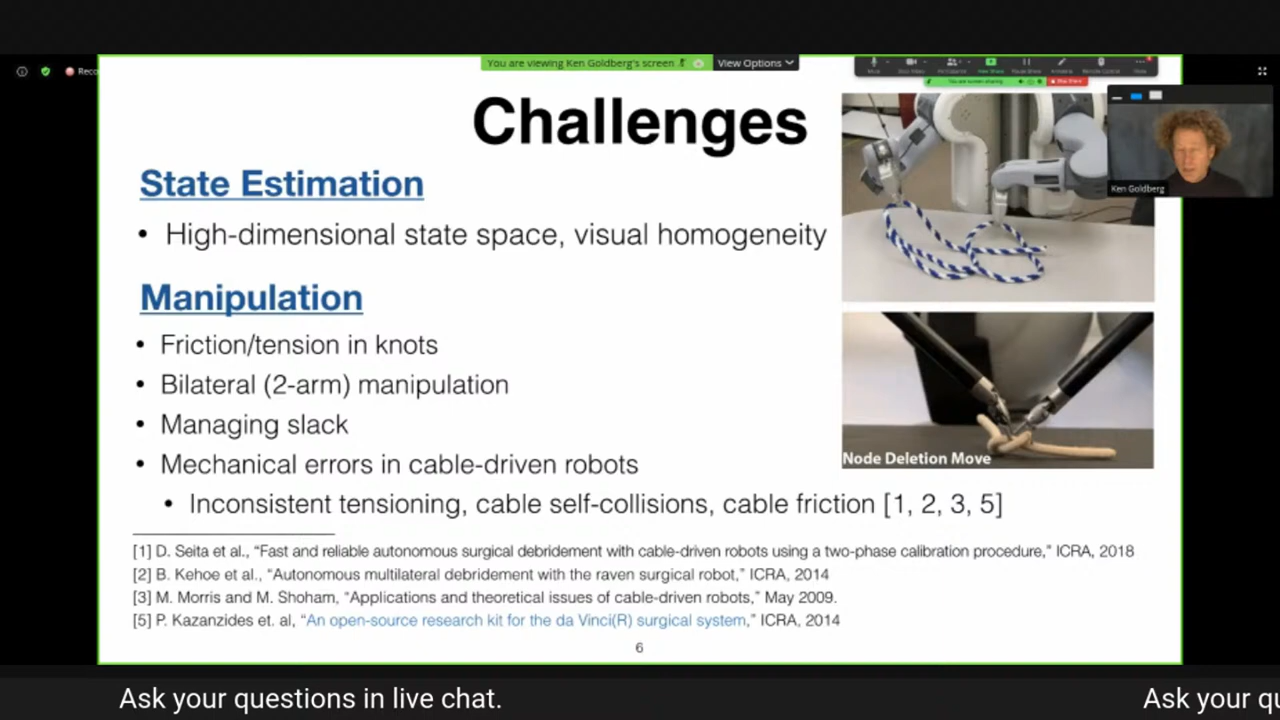 You are viewing Ken Goldberg's screen
View Options
Reco
Challenges
Ken Goldberg
State Estimation
• High-dimensional state space, visual homogeneity
Manipulation
• Friction/tension in knots
• Bilateral (2-arm) manipulation
• Managing slack
• Mechanical errors in cable-driven robots
Node Deletion Move
• Inconsistent tensioning, cable self-collisions, cable friction [1, 2, 3, 5]
[1] D. Seita et al., “Fast and reliable autonomous surgical debridement with cable-driven robots using a two-phase calibration procedure,” ICRA, 2018
[2] B. Kehoe et al., “Autonomous multilateral debridement with the raven surgical robot,” ICRA, 2014
[3] M. Morris and M. Shoham, “Applications and theoretical issues of cable-driven robots,” May 2009.
[5] P. Kazanzides et. al, “An open-source research kit for the da Vinci(R) surgical system,” ICRA, 2014
6
Ask your questions in live chat.
Ask your qu